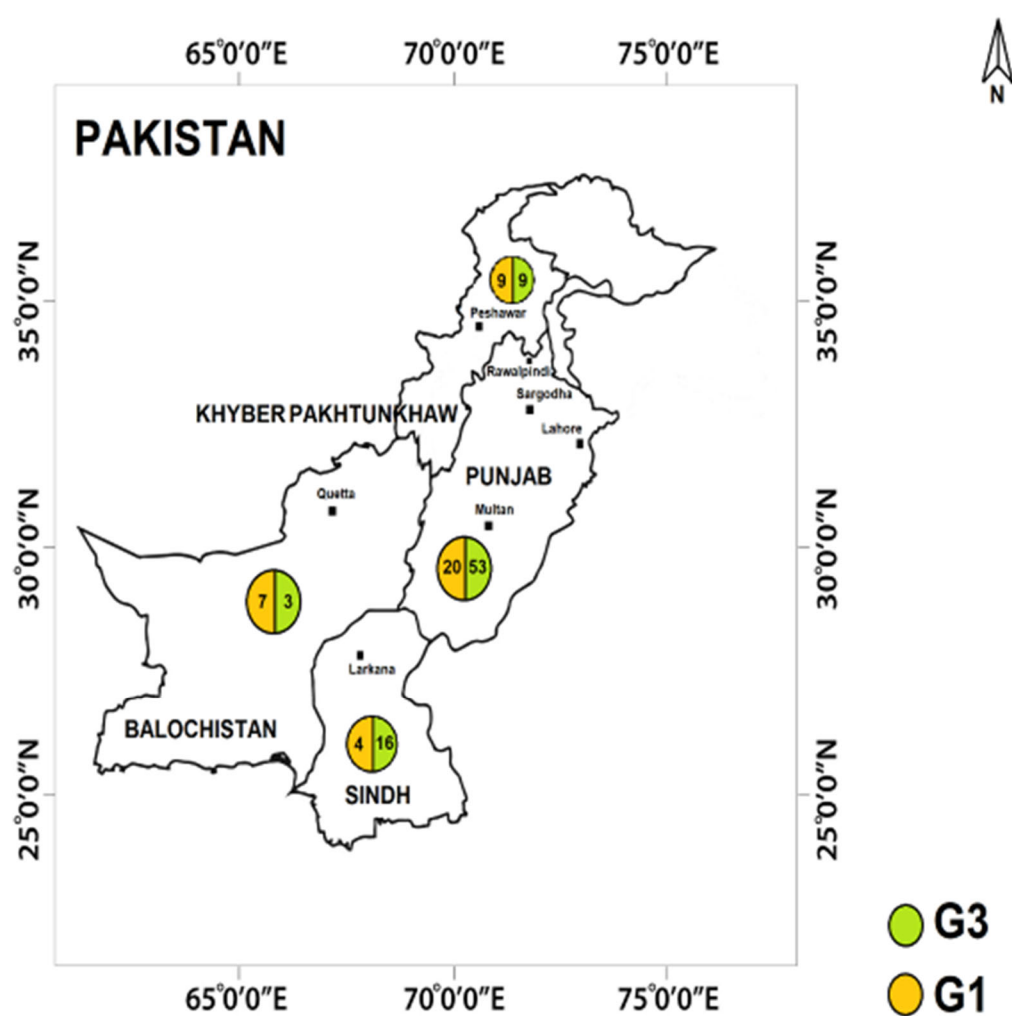 65°0'0"E 70°0'0"E 75°0'0"E
N
PAKISTAN
35°0'0"N 35°0'0"N
9 9
Peshawar
Rawalpindi
Sargodha
KHYBER PAKHTUNKHAW
Lahore
PUNJAB
Quetta
Multan
30°0'0"N 30°0'0"N
20 53
7 3
Larkana
BALOCHISTAN
4 16
SINDH
25°0'0"N 25°0'0"N
G3
65°0'0"E 70°0'0"E 75°0'0"E
G1